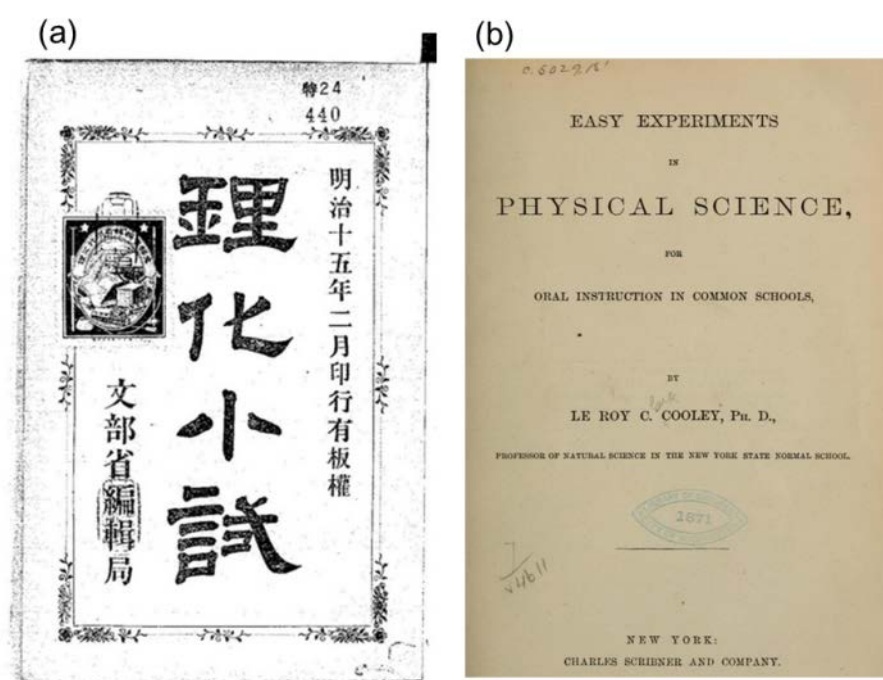 (a)
特24
440
明治十五年二月印行有板權
理化小試
文部省編輯局
(b)
EASY EXPERIMENTS
IN
PHYSICAL SCIENCE,
FOR
ORAL INSTRUCTION IN COMMON SCHOOLS,
BY
LE ROY C. COOLEY, PH. D.,
PROFESSOR OF NATURAL SCIENCE IN THE NEW YORK STATE NORMAL SCHOOL.
1871
NEW YORK:
CHARLES SCRIBNER AND COMPANY.